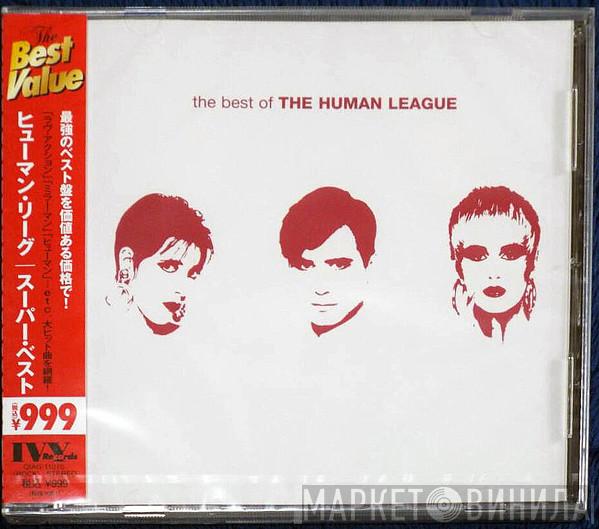 The
Best
Value
the best of THE HUMAN LEAGUE
最強のベスト盤を価値ある価格で!
「ラヴ・アクション」「ミラーマン」「ヒューマン」…etc. 大ヒット曲を網羅!
ヒューマン・リーグ|スーパー・ベスト
(税込)¥999
IVY
Records
STEREO
МАРКЕТ ВИНИЛА